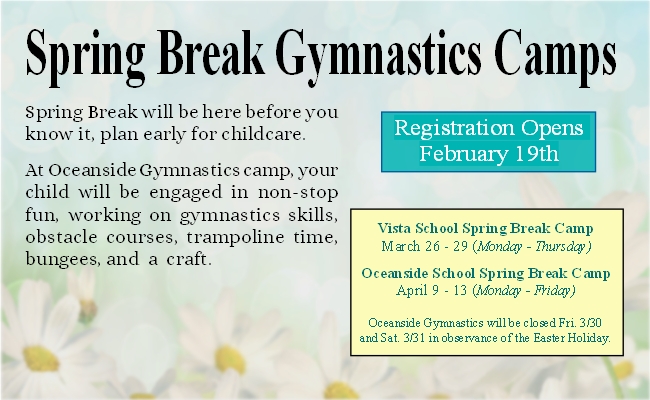 Spring Break Gymnastics Camps
Spring Break will be here before you
know it, plan early for childcare.
At Oceanside Gymnastics camp, your
child will be engaged in non-stop
fun, working on gymnastics skills,
obstacle courses, trampoline time,
bungees, and a craft.
Registration Opens
February 19th
Vista School Spring Break Camp
March 26 - 29 (Monday - Thursday)
Oceanside School Spring Break Camp
April 9 - 13 (Monday - Friday)
Oceanside Gymnastics will be closed Fri. 3/30
and Sat. 3/31 in observance of the Easter Holiday.